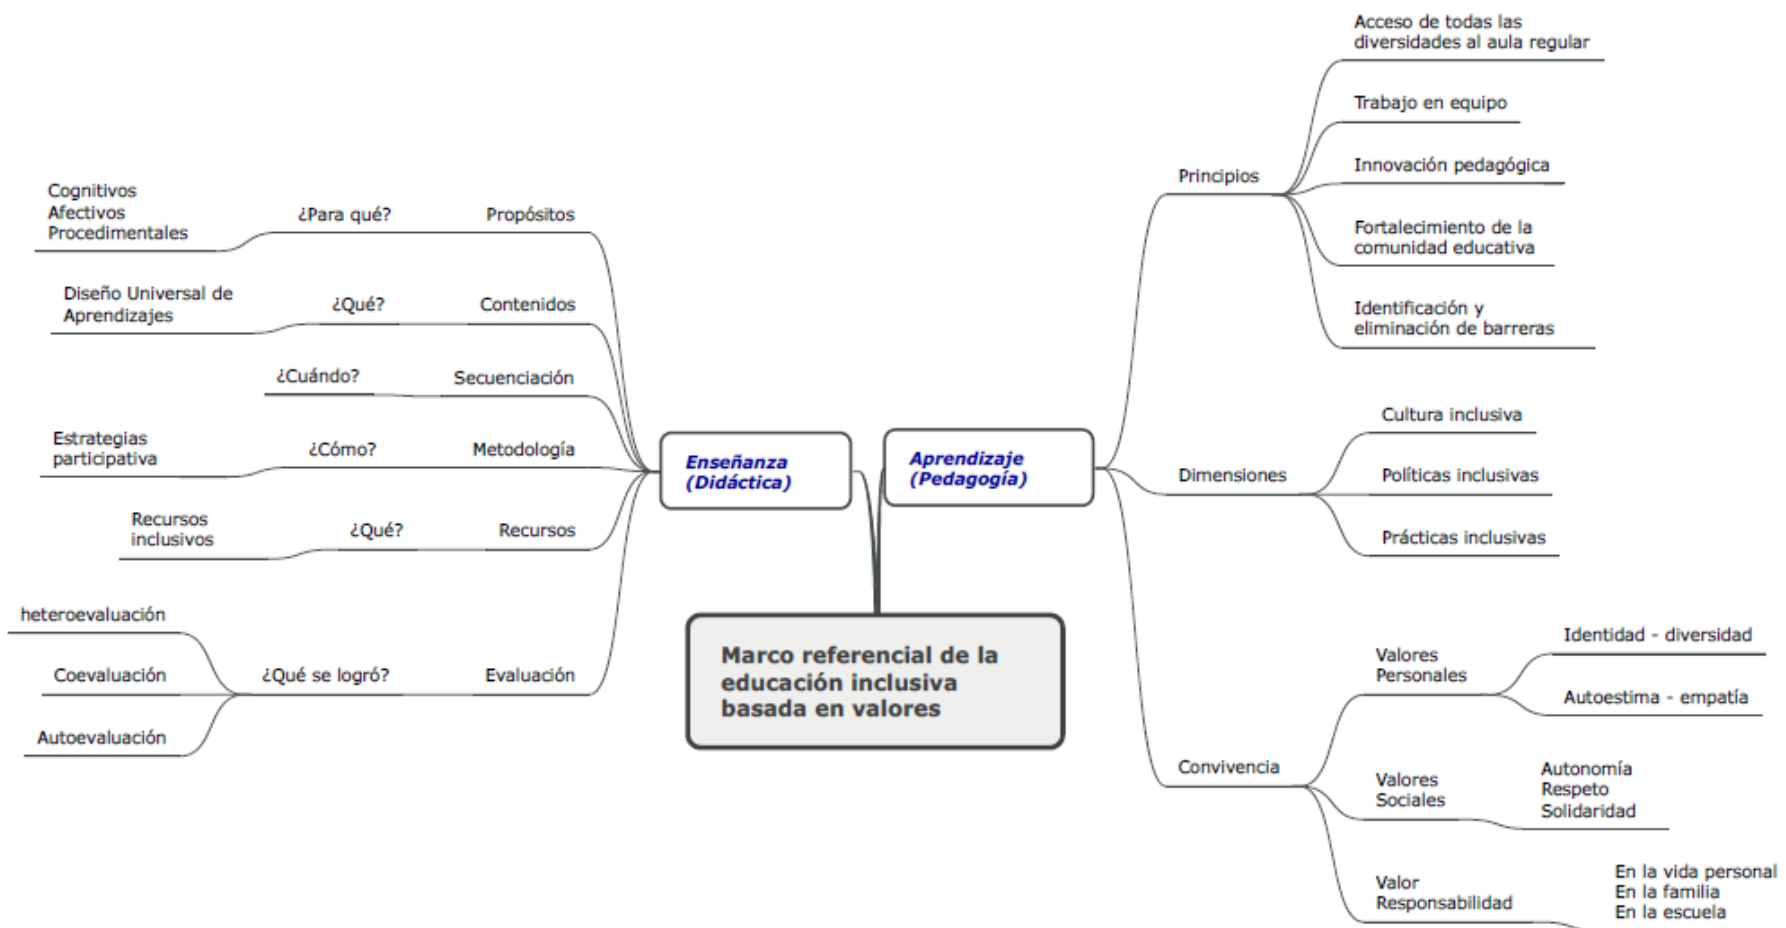 Acceso de todas las
diversidades al aula regular
Trabajo en equipo
Innovación pedagógica
Fortalecimiento de la
comunidad educativa
Identificación y
eliminación de barreras
Principios
Cultura inclusiva
Políticas inclusivas
Prácticas inclusivas
Dimensiones
Identidad - diversidad
Autoestima - empatía
Valores
Personales
Autonomía
Respeto
Solidaridad
Valores
Sociales
En la vida personal
En la familia
En la escuela
Valor
Responsabilidad
Convivencia
Aprendizaje
(Pedagogía)
Enseñanza
(Didáctica)
Marco referencial de la
educación inclusiva
basada en valores
Propósitos
¿Para qué?
Cognitivos
Afectivos
Procedimentales
Contenidos
¿Qué?
Diseño Universal de
Aprendizajes
Secuenciación
¿Cuándo?
Metodología
¿Cómo?
Estrategias
participativa
Recursos
¿Qué?
Recursos
inclusivos
Evaluación
¿Qué se logró?
heteroevaluación
Coevaluación
Autoevaluación